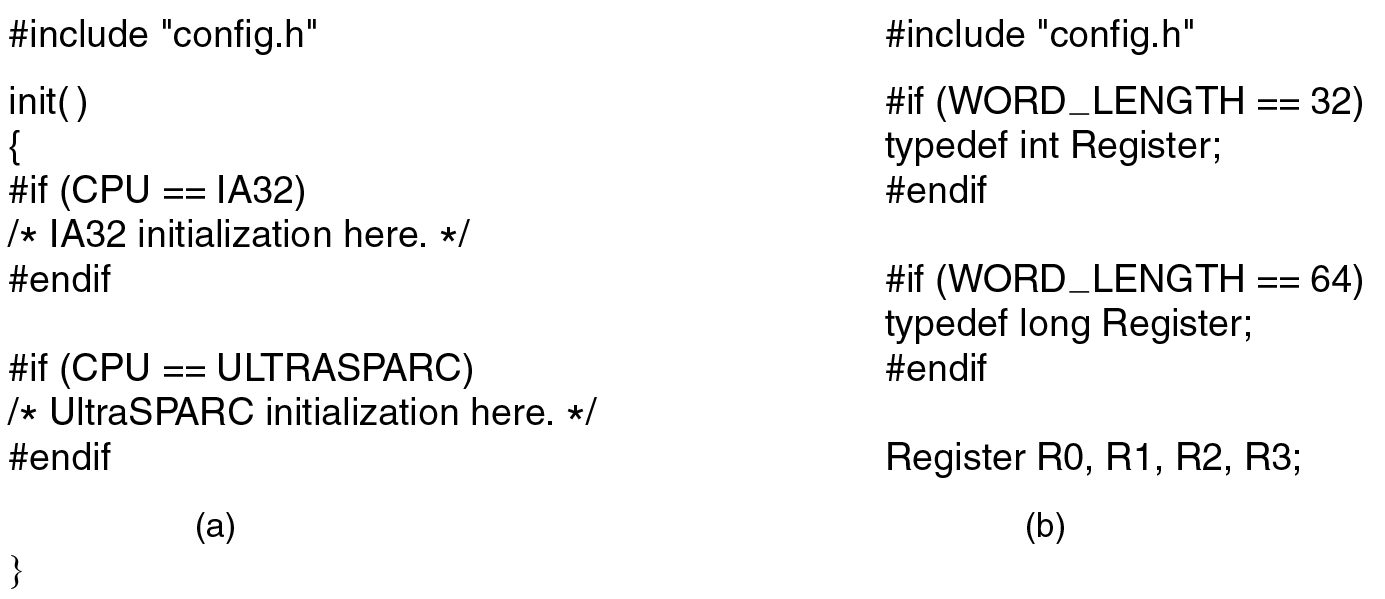 #include "config.h"
init( )
{
#if (CPU == IA32)
/* IA32 initialization here. */
#endif
#if (CPU == ULTRASPARC)
/* UltraSPARC initialization here. */
#endif
(a)
}
#include "config.h"
#if (WORD_LENGTH == 32)
typedef int Register;
#endif
#if (WORD_LENGTH == 64)
typedef long Register;
#endif
Register R0, R1, R2, R3;
(b)